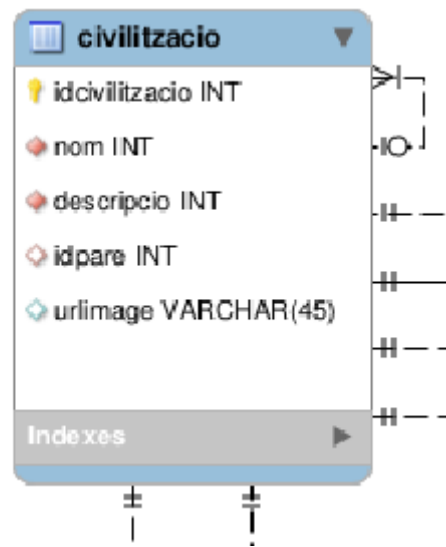 civilitzacio
idcivilitzacio INT
nom INT
descripcio INT
idpare INT
urlimage VARCHAR(45)
Indexes